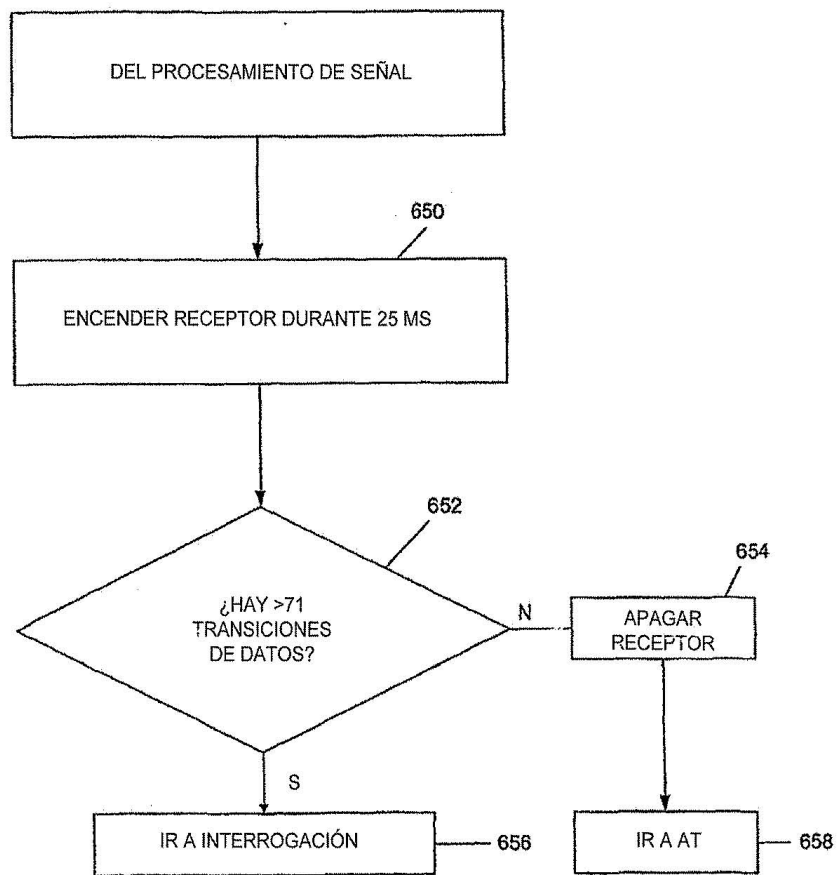 DEL PROCESAMIENTO DE SEÑAL
650
ENCENDER RECEPTOR DURANTE 25 MS
652
¿HAY >71
TRANSICIONES
DE DATOS?
N
654
APAGAR
RECEPTOR
S
IR A INTERROGACIÓN
656
IR A AT
658